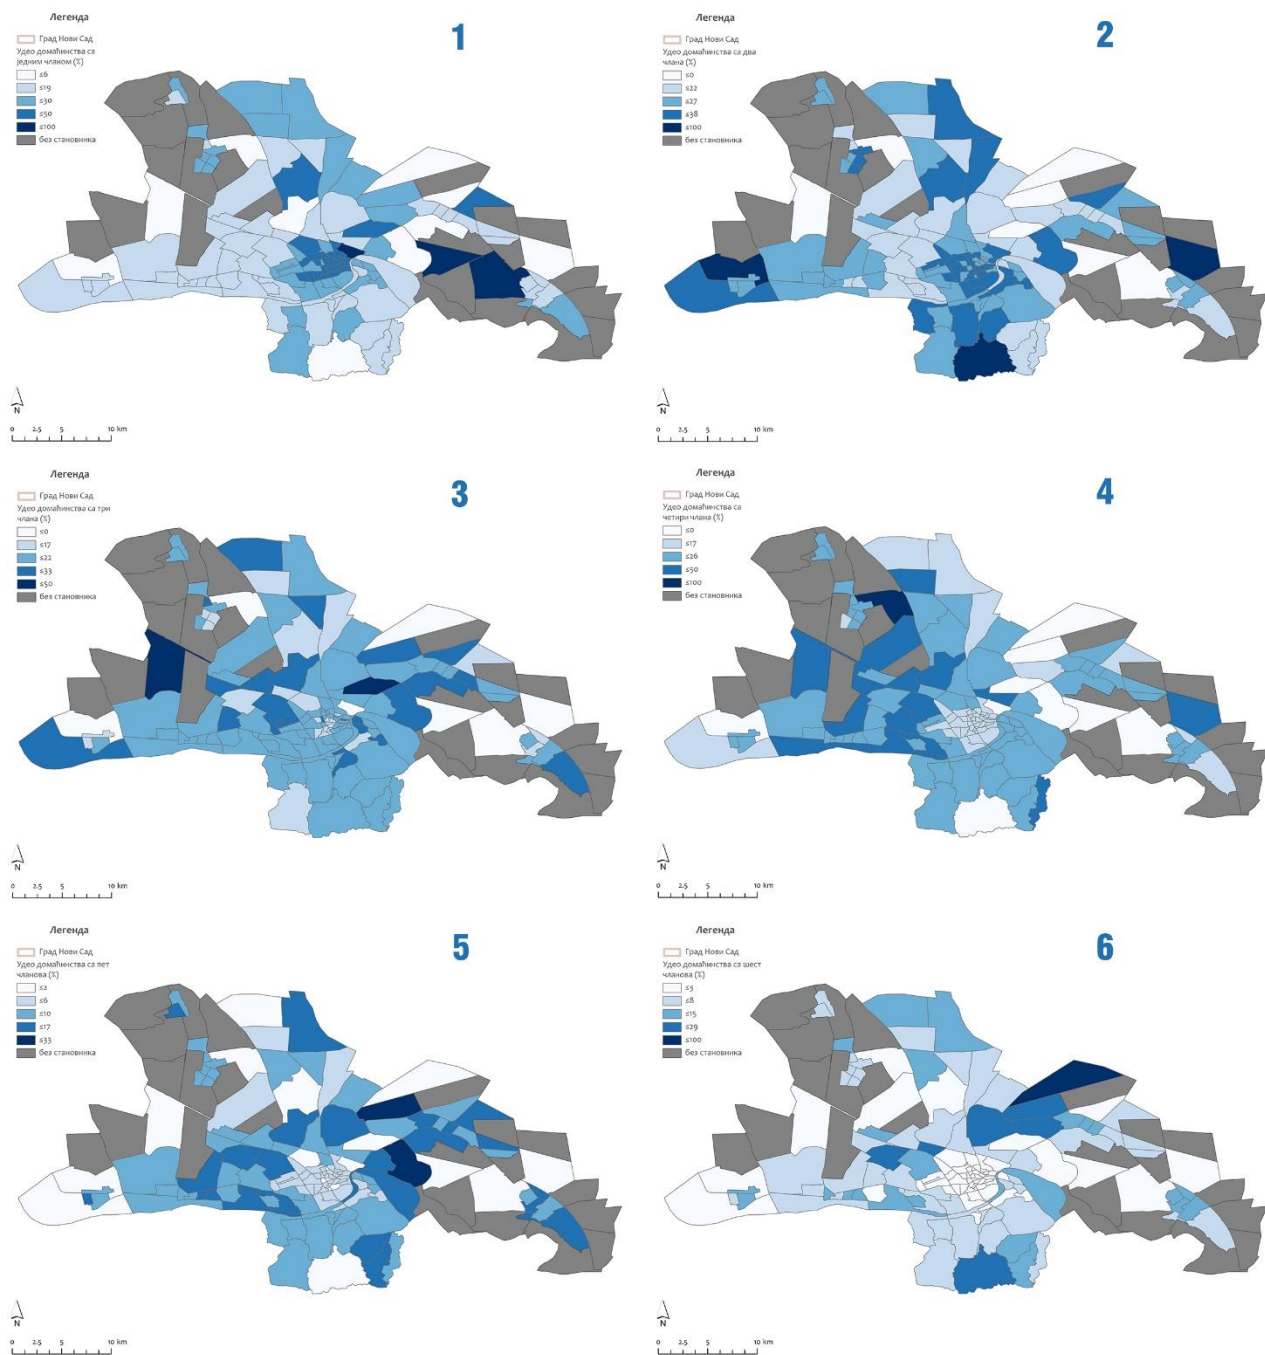 Легенда
Град Нови Сад
Удео домаћинства са
једним чланом (%)
≤6
≤19
≤30
≤50
≤100
без становника
1
N
0 2.5 5 10 km
Легенда
Град Нови Сад
Удео домаћинства са два
члана (%)
≤0
≤22
≤27
≤38
≤100
без становника
2
N
0 2.5 5 10 km
Легенда
Град Нови Сад
Удео домаћинства са три
члана (%)
≤0
≤17
≤22
≤33
≤50
без становника
3
N
0 2.5 5 10 km
Легенда
Град Нови Сад
Удео домаћинства са
четири члана (%)
≤0
≤17
≤26
≤50
≤100
без становника
4
N
0 2.5 5 10 km
Легенда
Град Нови Сад
Удео домаћинства са пет
чланова (%)
≤2
≤6
≤10
≤17
≤33
без становника
5
N
0 2.5 5 10 km
Легенда
Град Нови Сад
Удео домаћинства са шест
чланова (%)
≤3
≤8
≤15
≤29
≤100
без становника
6
N
0 2.5 5 10 km